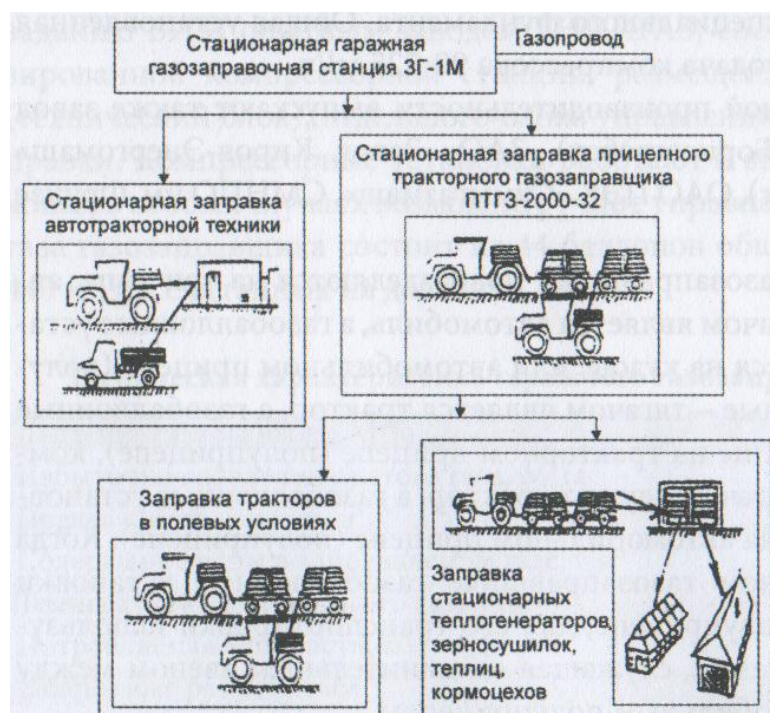 Стационарная гаражная
газозаправочная станция ЗГ-1М
Газопровод
Стационарная заправка
автотракторной техники
Стационарная заправка прицепного
тракторного газозаправщика
ПТГЗ-2000-32
Заправка тракторов
в полевых условиях
Заправка
стационарных
теплогенераторов,
зерносушилок,
теплиц,
кормоцехов